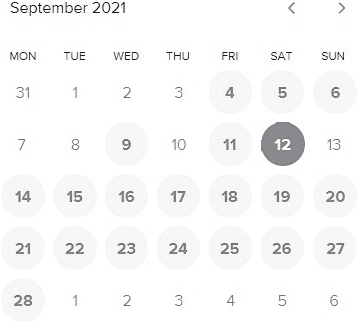 September 2021
MON TUE WED THU FRI SAT SUN
31 1 2 3 4 5 6
7 8 9 10 11 12 13
14 15 16 17 18 19 20
21 22 23 24 25 26 27
28 1 2 3 4 5 6